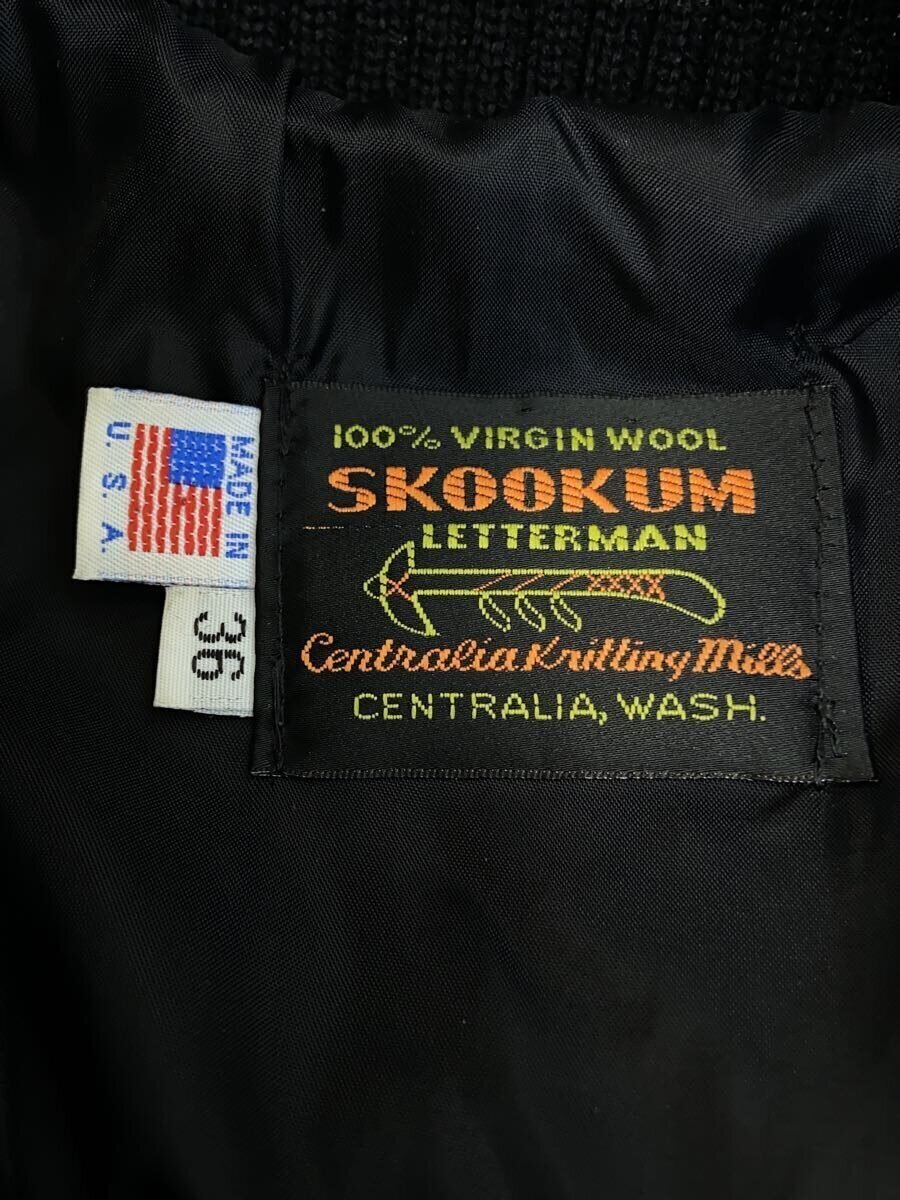 100% VIRGIN WOOL
SKOOKUM
LETTERMAN
Centralia Knitting Mills
CENTRALIA, WASH.
MADE IN
U. S. A.
36